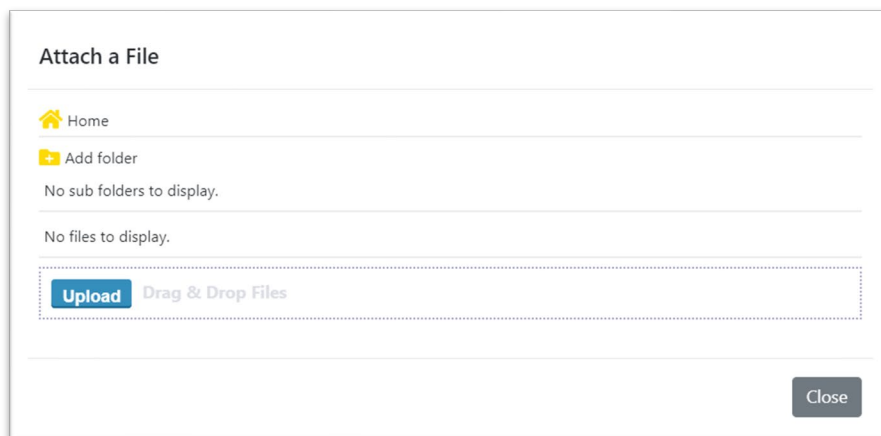 Attach a File
Home
Add folder
No sub folders to display.
No files to display.
Upload Drag & Drop Files
Close